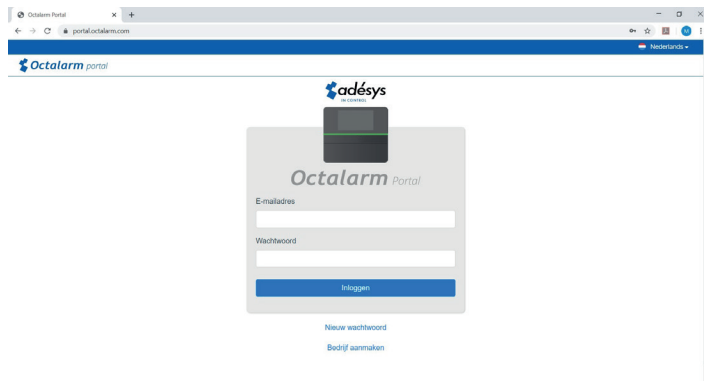 Octalarm Portal
portal.octalarm.com
Nederlands
Octalarm portal
adésys
IN CONTROL
Octalarm Portal
E-mailadres
Wachtwoord
Inloggen
Nieuw wachtwoord
Bedrijf aanmaken